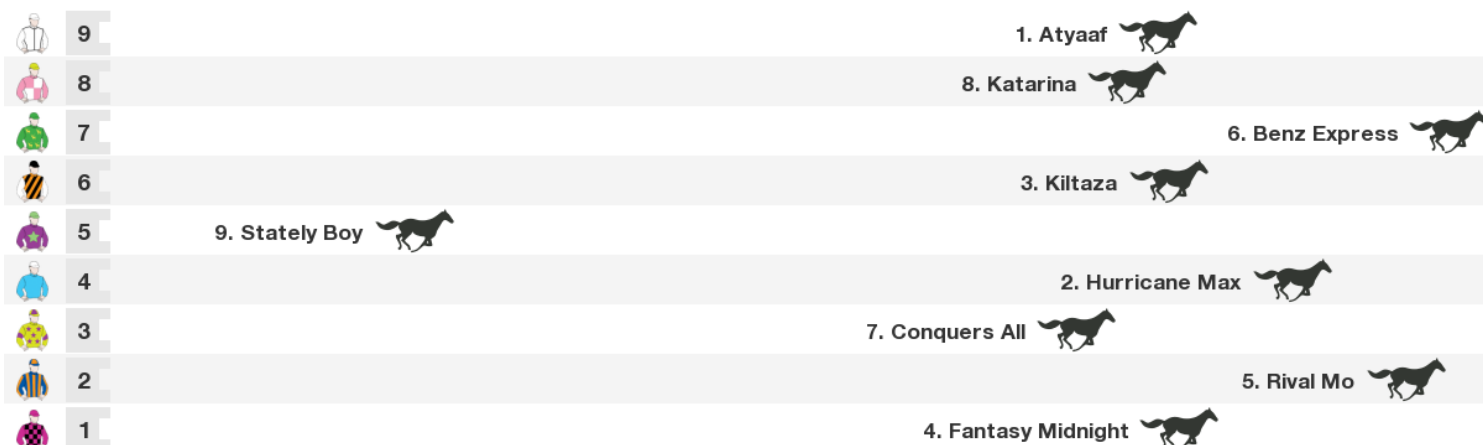 9 1. Atyaaf
8 8. Katarina
7 6. Benz Express
6 3. Kiltaza
5 9. Stately Boy
4 2. Hurricane Max
3 7. Conquers All
2 5. Rival Mo
1 4. Fantasy Midnight